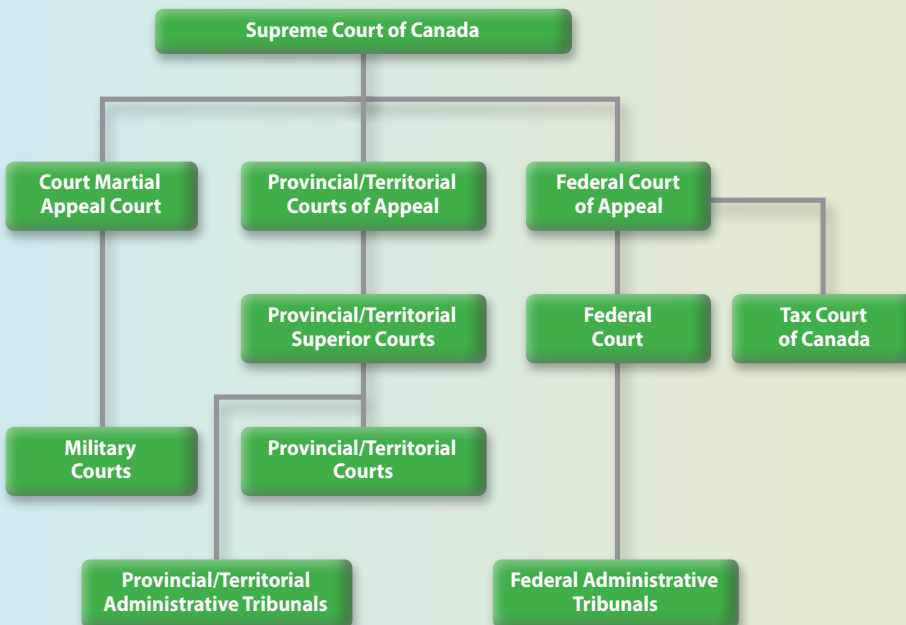 Supreme Court of Canada
Court Martial
Appeal Court
Provincial/Territorial
Courts of Appeal
Federal Court
of Appeal
Provincial/Territorial
Superior Courts
Federal
Court
Tax Court
of Canada
Military
Courts
Provincial/Territorial
Courts
Provincial/Territorial
Administrative Tribunals
Federal Administrative
Tribunals